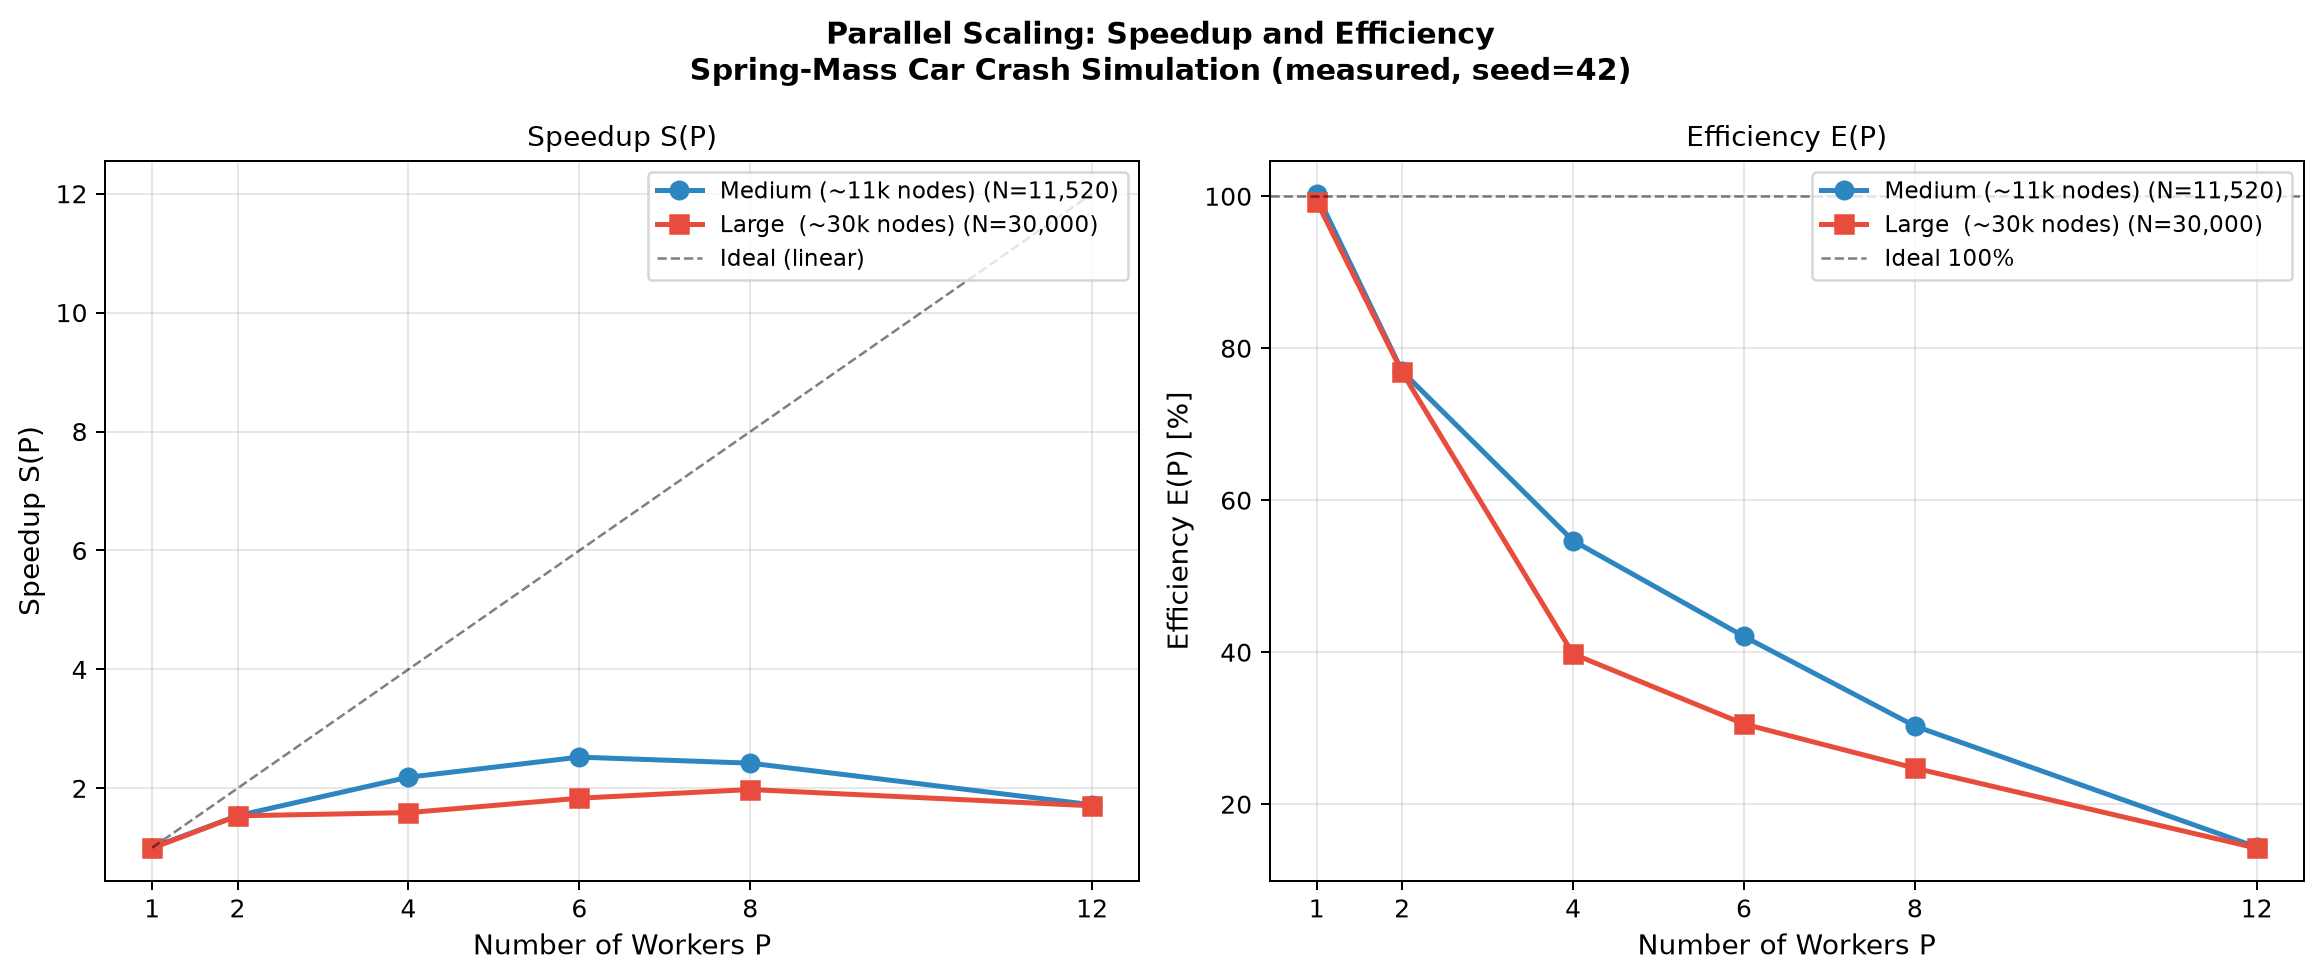 Parallel Scaling: Speedup and Efficiency
Spring-Mass Car Crash Simulation (measured, seed=42)
Speedup S(P)
12
10
8
6
4
2
Speedup S(P)
Medium (~11k nodes) (N=11,520)
Large  (~30k nodes) (N=30,000)
Ideal (linear)
1 2 4 6 8 12
Number of Workers P
Efficiency E(P)
100
80
60
40
20
Efficiency E(P) [%]
Medium (~11k nodes) (N=11,520)
Large  (~30k nodes) (N=30,000)
Ideal 100%
1 2 4 6 8 12
Number of Workers P